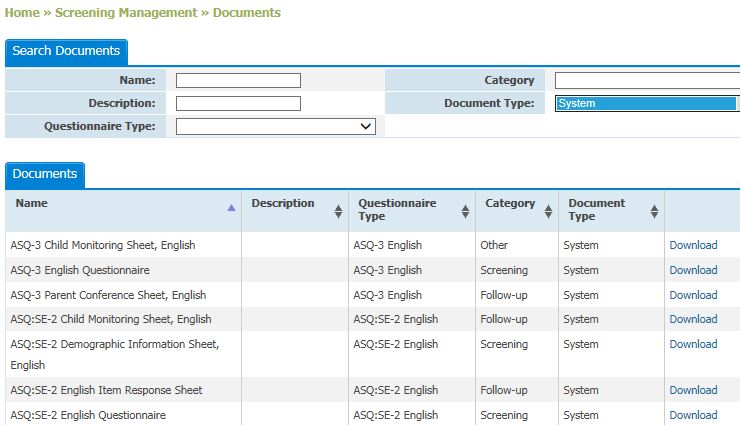 Home » Screening Management » Documents
Search Documents
Name: Category
Description: Document Type: System
Questionnaire Type:
Documents
Name Description Questionnaire Type Category Document Type
ASQ-3 Child Monitoring Sheet, English ASQ-3 English Other System Download
ASQ-3 English Questionnaire ASQ-3 English Screening System Download
ASQ-3 Parent Conference Sheet, English ASQ-3 English Follow-up System Download
ASQ:SE-2 Child Monitoring Sheet, English ASQ:SE-2 English Follow-up System Download
ASQ:SE-2 Demographic Information Sheet, ASQ:SE-2 English Screening System Download
English
ASQ:SE-2 English Item Response Sheet ASQ:SE-2 English Follow-up System Download
ASQ:SE-2 English Questionnaire ASQ:SE-2 English Screening System Download